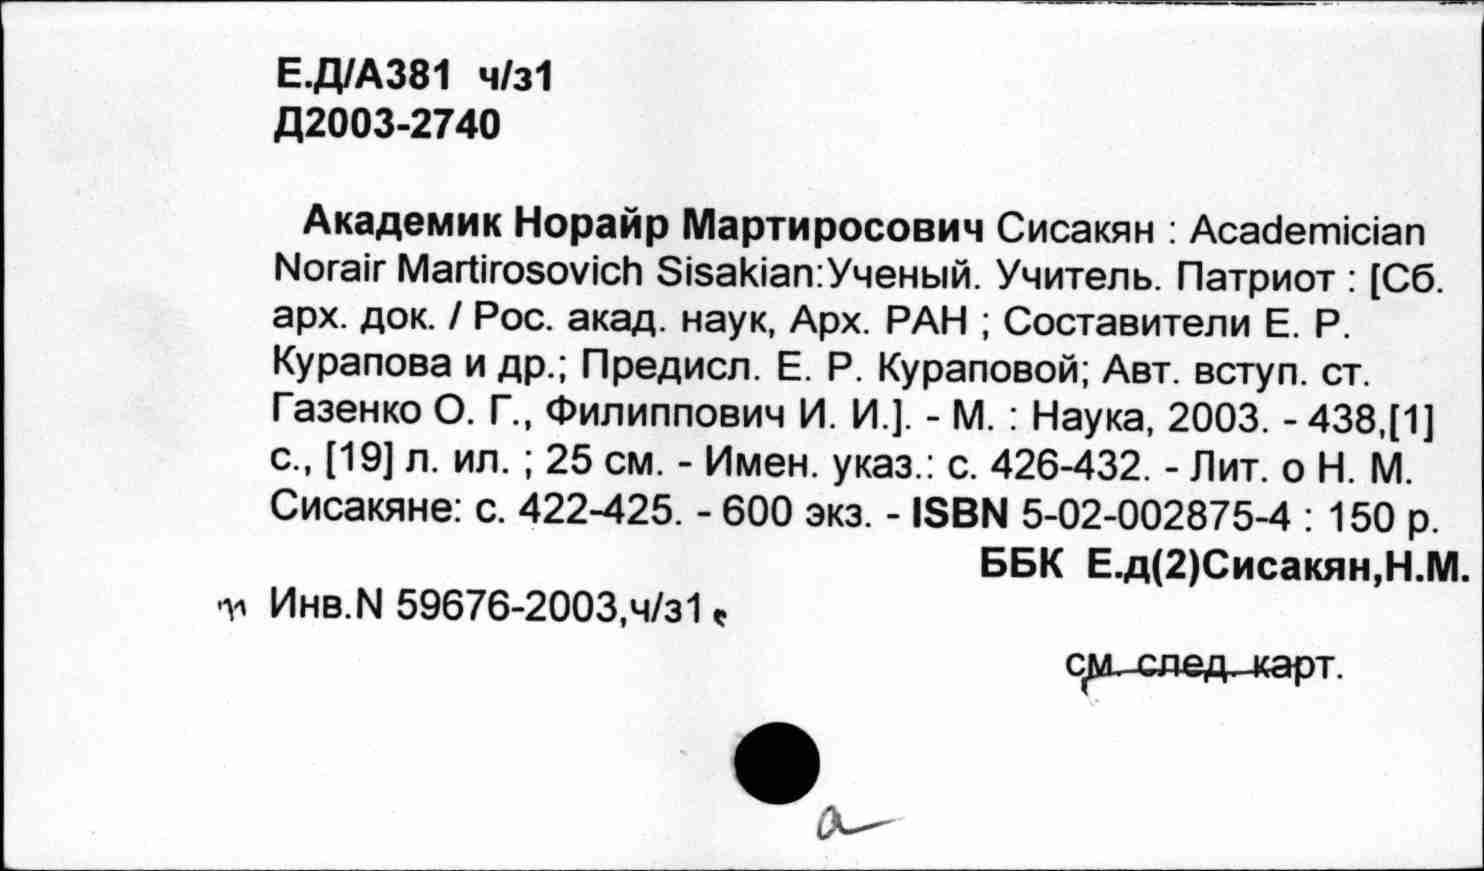 Е.Д/А381 ч/з1
Д2003-2740
Академик Норайр Мартиросович Сисакян : Academician
Norair Martirosovich Sisakian:Ученый. Учитель. Патриот : [Сб.
арх. док. / Рос. акад. наук, Арх. РАН ; Составители Е. Р.
Курапова и др.; Предисл. Е. Р. Кураповой; Авт. вступ. ст.
Газенко О. Г., Филиппович И. И.]. - М. : Наука, 2003. - 438,[1]
с., [19] л. ил. ; 25 см. - Имен. указ.: с. 426-432. - Лит. о Н. М.
Сисакяне: с. 422-425. - 600 экз. - ISBN 5-02-002875-4 : 150 р.
ББК Е.д(2)Сисакян,Н.М.
Инв.N 59676-2003,ч/з1
см. след. карт.
а